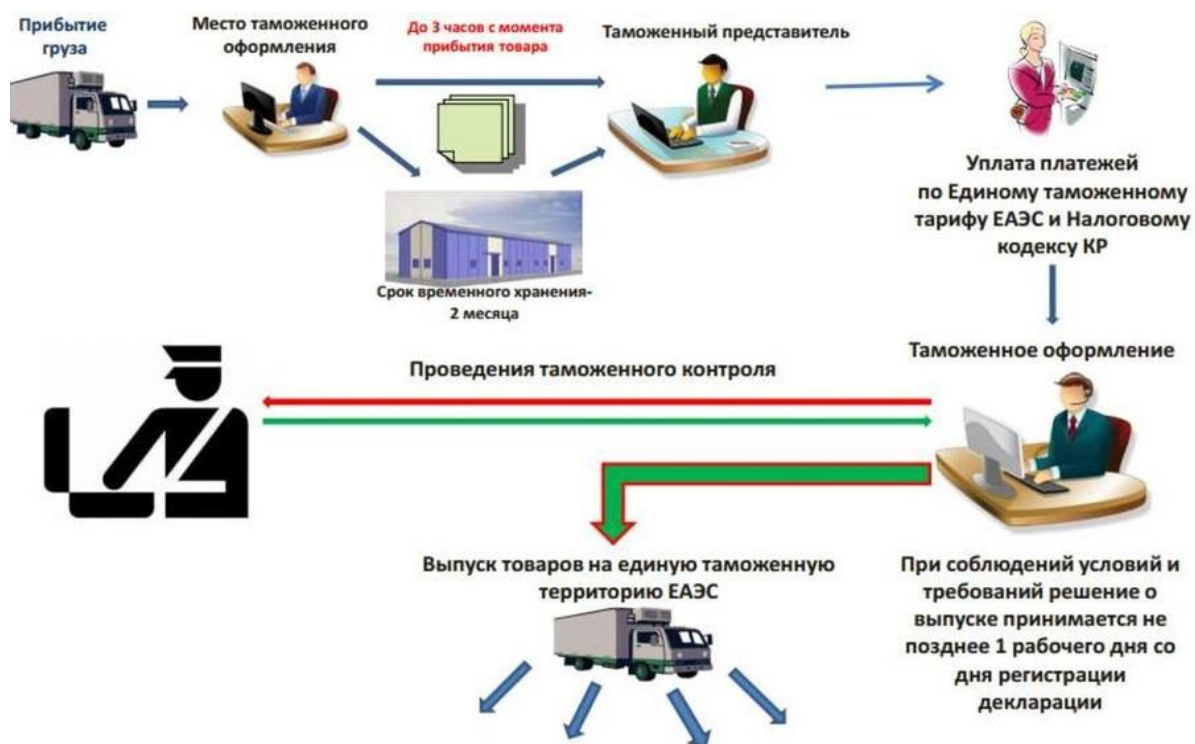 Прибытие
груза
Место таможенного
оформления
До 3 часов с момента
прибытия товара
Таможенный представитель
Срок временного хранения-
2 месяца
Уплата платежей
по Единому таможенному
тарифу ЕАЭС и Налоговому
кодексу КР
Таможенное оформление
Проведения таможенного контроля
Выпуск товаров на единую таможенную
территорию ЕАЭС
При соблюдений условий и
требований решение о
выпуске принимается не
позднее 1 рабочего дня со
дня регистрации
декларации